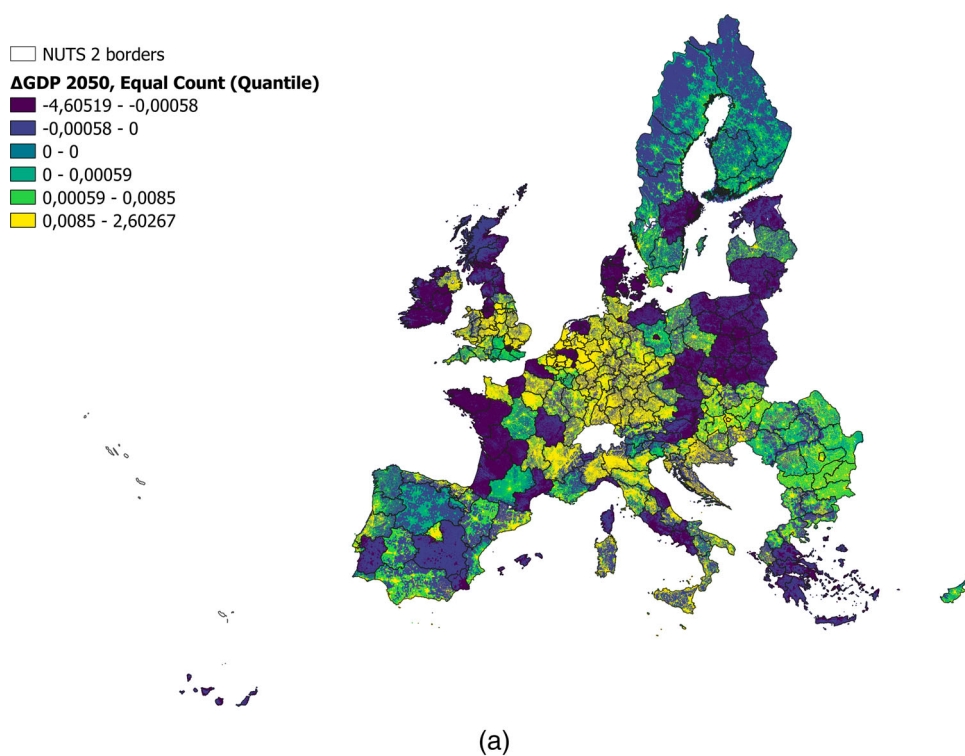 NUTS 2 borders
ΔGDP 2050, Equal Count (Quantile)
-4,60519 - -0,00058
-0,00058 - 0
0 - 0
0 - 0,00059
0,00059 - 0,0085
0,0085 - 2,60267
(a)